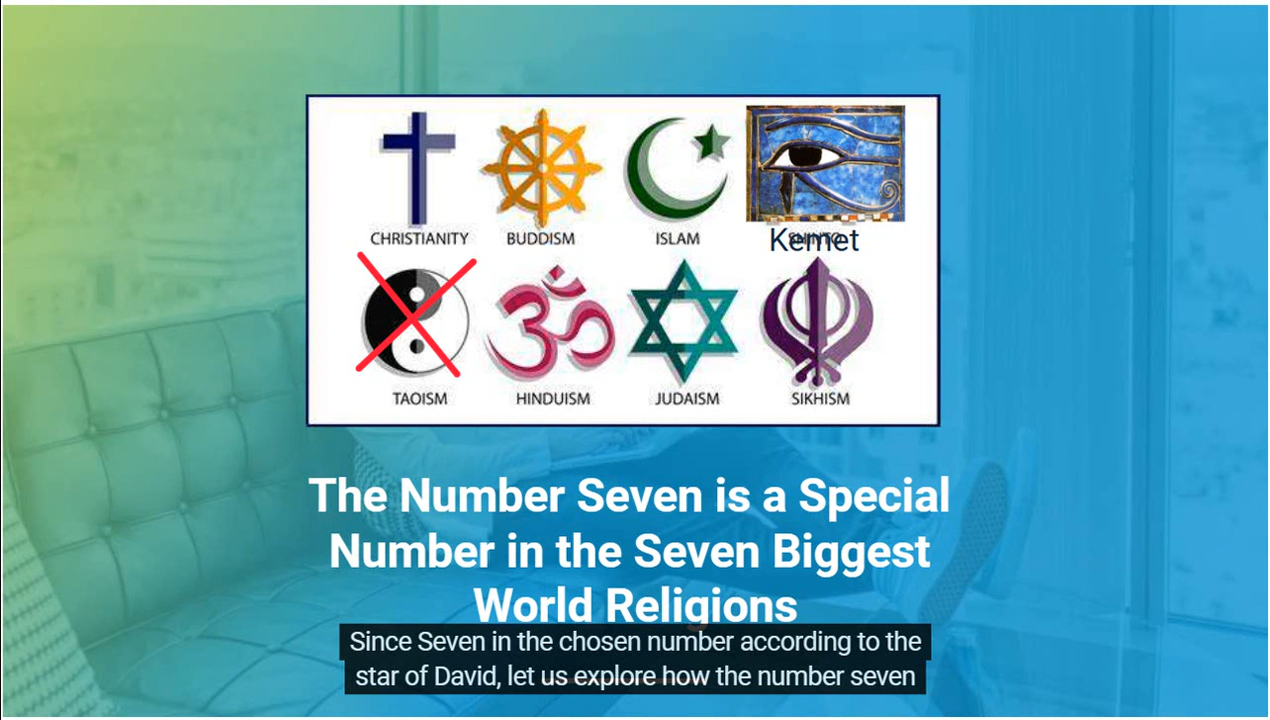 CHRISTIANITY BUDDISM ISLAM Kemet
TAOISM HINDUISM JUDAISM SIKHISM
The Number Seven is a Special
Number in the Seven Biggest
World Religions
Since Seven in the chosen number according to the
star of David, let us explore how the number seven